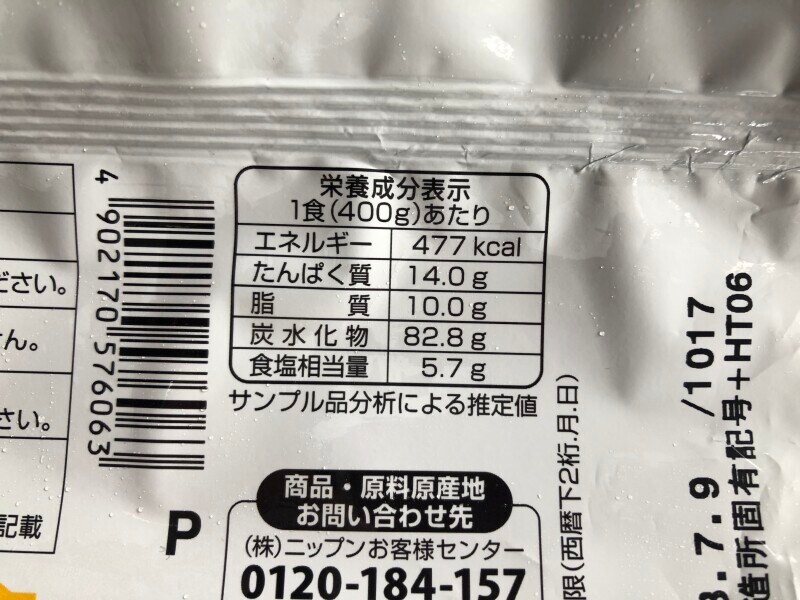 栄養成分表示
1食(400g)あたり
エネルギー 477 kcal
たんぱく質 14.0 g
脂質 10.0 g
炭水化物 82.8 g
食塩相当量 5.7 g
サンプル品分析による推定値
商品・原料原産地
お問い合わせ先
(株)ニップンお客様センター
0120-184-157
4 902170 576063
P
ださい。
さい。
記載
限(西暦下2桁.月.日)
.7.9 /1017
造所固有記号+HT06